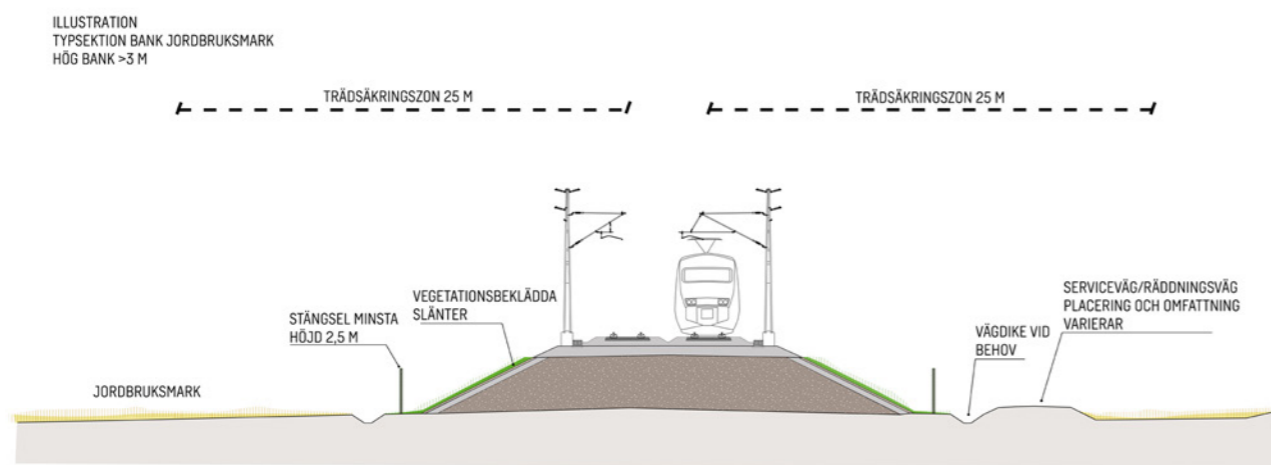 ILLUSTRATION
TYPSEKTION BANK JORDBRUKSMARK
HÖG BANK >3 M
TRÄDSÄKRINGSZON 25 M
TRÄDSÄKRINGSZON 25 M
VEGETATIONSBEKLÄDDA
SLÄNTER
STÄNGSEL MINSTA
HÖJD 2,5 M
SERVICEVÄG/RÄDDNINGSVÄG
PLACERING OCH OMFATTNING
VARIERAR
VÄGDIKE VID
BEHOV
JORDBRUKSMARK